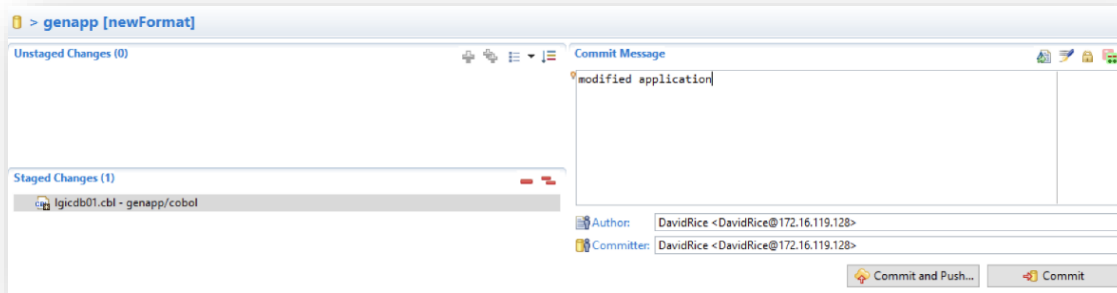 > genapp [newFormat]
Unstaged Changes (0)
Commit Message
modified application
Staged Changes (1)
lgicdb01.cbl - genapp/cobol
Author: DavidRice <DavidRice@172.16.119.128>
Committer: DavidRice <DavidRice@172.16.119.128>
Commit and Push... Commit